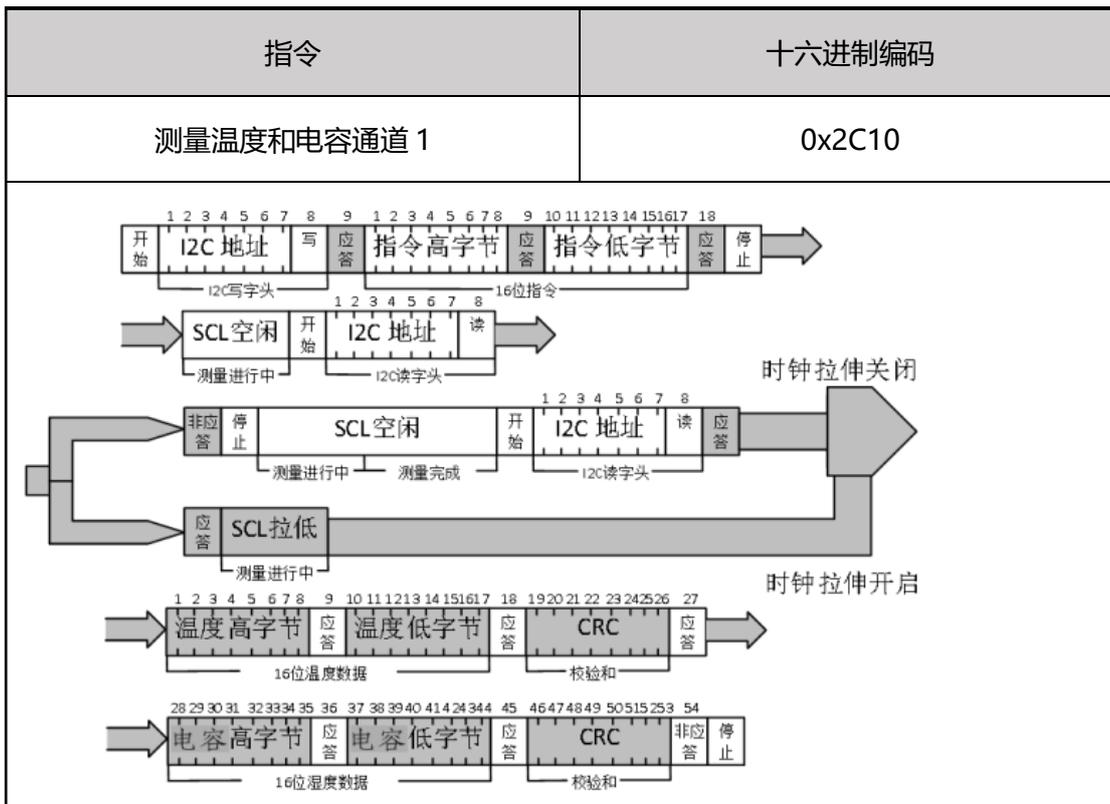 指令 十六进制编码
测量温度和电容通道 1 0x2C10
1 2 3 4 5 6 7 8 9 1 2 3 4 5 6 7 8 9 10 11 12 13 14 15 16 17 18
开始 I2C 地址 写 应答 指令高字节 应答 指令低字节 应答 停止
I2C写字头 16位指令
1 2 3 4 5 6 7 8
SCL空闲 开始 I2C 地址 读
测量进行中 I2C读字头
时钟拉伸关闭
1 2 3 4 5 6 7 8
非应答 停止 SCL空闲 开始 I2C 地址 读 应答
测量进行中 测量完成 I2C读字头
应答 SCL拉低
测量进行中
时钟拉伸开启
1 2 3 4 5 6 7 8 9 10 11 12 13 14 15 16 17 18 19 20 21 22 23 24 25 26 27
温度高字节 应答 温度低字节 应答 CRC 应答
16位温度数据 校验和
28 29 30 31 32 33 34 35 36 37 38 39 40 41 42 43 44 45 46 47 48 49 50 51 52 53 54
电容高字节 应答 电容低字节 应答 CRC 非应答 停止
16位湿度数据 校验和